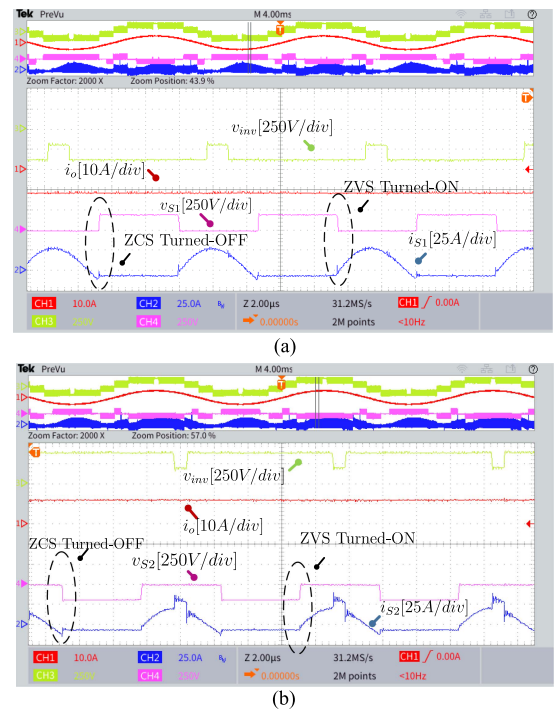 Tek PreVu M 4.00ms
Zoom Factor: 2000 X Zoom Position: 43.9 %
v_inv[250V/div]
i_o[10A/div]
ZVS Turned-ON
v_S1[250V/div]
ZCS Turned-OFF
i_S1[25A/div]
CH1 10.0A CH2 25.0A Bw Z 2.00µs 31.2MS/s CH1 0.00A
CH3 250V CH4 250V 0.00000s 2M points <10Hz
(a)
Tek PreVu M 4.00ms
Zoom Factor: 2000 X Zoom Position: 57.0 %
v_inv[250V/div]
i_o[10A/div]
ZCS Turned-OFF
ZVS Turned-ON
v_S2[250V/div]
i_S2[25A/div]
CH1 10.0A CH2 25.0A Bw Z 2.00µs 31.2MS/s CH1 0.00A
CH3 250V CH4 250V 0.00000s 2M points <10Hz
(b)